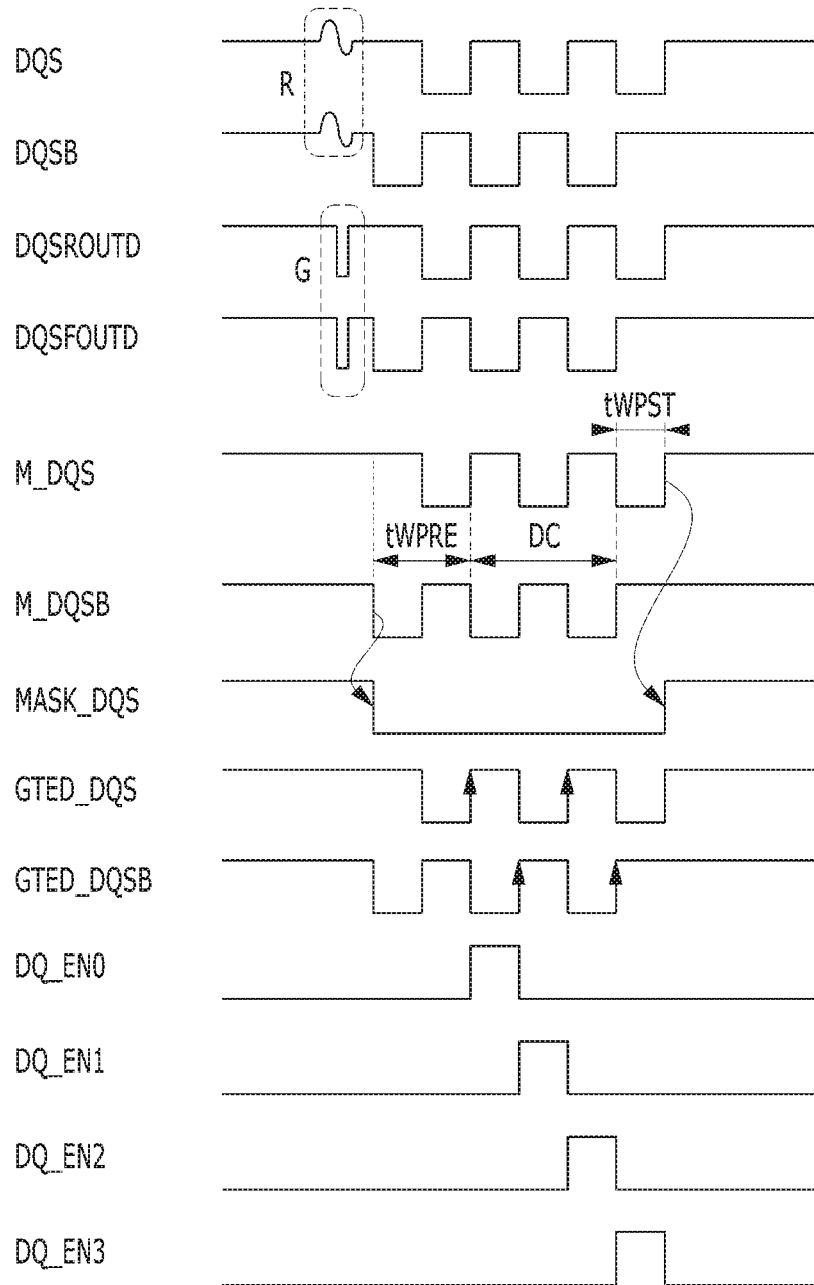 DQS
R
DQSB
DQSROUTD
G
DQSFOUTD
tWPST
M_DQS
tWPRE DC
M_DQSB
MASK_DQS
GTED_DQS
GTED_DQSB
DQ_EN0
DQ_EN1
DQ_EN2
DQ_EN3